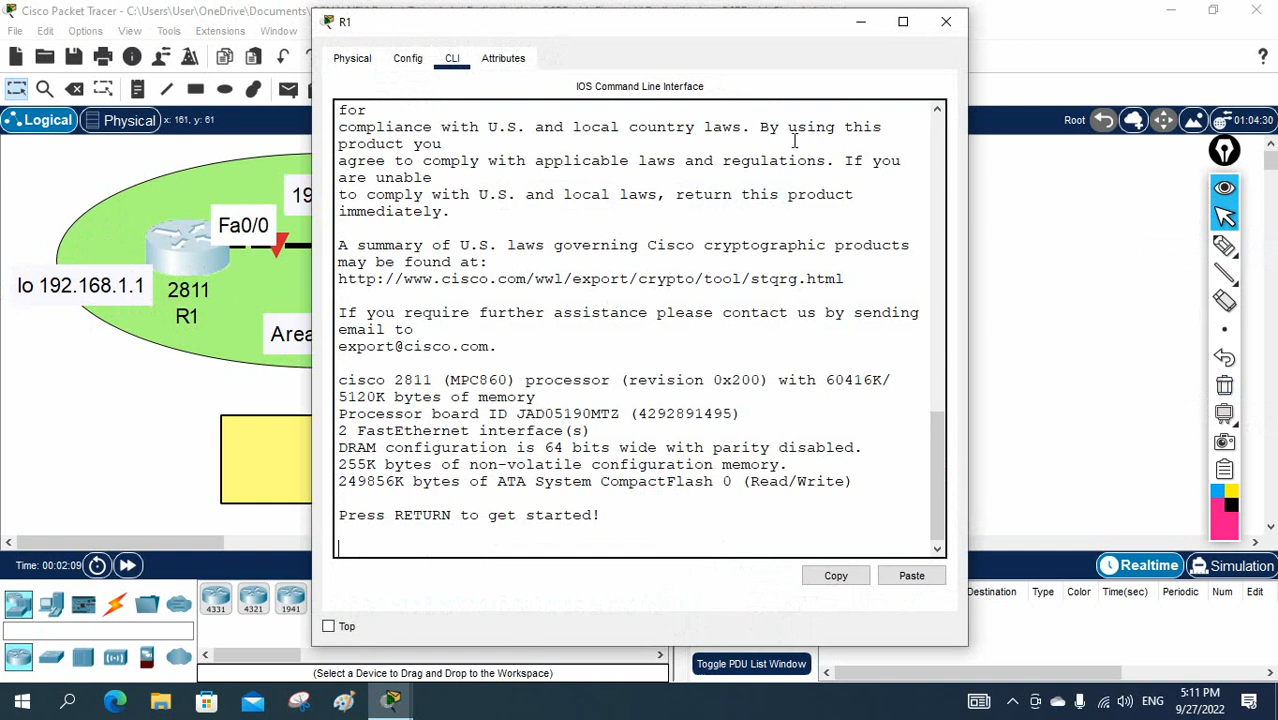 Cisco Packet Tracer - C:\Users\User\OneDrive\Documents\
R1
File Edit Options View Tools Extensions Window
Physical Config CLI Attributes
IOS Command Line Interface
Logical Physical x: 161, y: 61
Root 01:04:30
for
compliance with U.S. and local country laws. By using this
product you
agree to comply with applicable laws and regulations. If you
are unable
to comply with U.S. and local laws, return this product
immediately.
A summary of U.S. laws governing Cisco cryptographic products
may be found at:
http://www.cisco.com/wwl/export/crypto/tool/stqrg.html
If you require further assistance please contact us by sending
email to
export@cisco.com.
cisco 2811 (MPC860) processor (revision 0x200) with 60416K/
5120K bytes of memory
Processor board ID JAD05190MTZ (4292891495)
2 FastEthernet interface(s)
DRAM configuration is 64 bits wide with parity disabled.
255K bytes of non-volatile configuration memory.
249856K bytes of ATA System CompactFlash 0 (Read/Write)
Press RETURN to get started!
19
Fa0/0
lo 192.168.1.1
2811
R1
Area
Copy Paste
Top
Time: 00:02:09
Realtime Simulation
4331 4321 1941
Destination Type Color Time(sec) Periodic Num Edit
(Select a Device to Drag and Drop to the Workspace)
Toggle PDU List Window
ENG
5:11 PM
9/27/2022